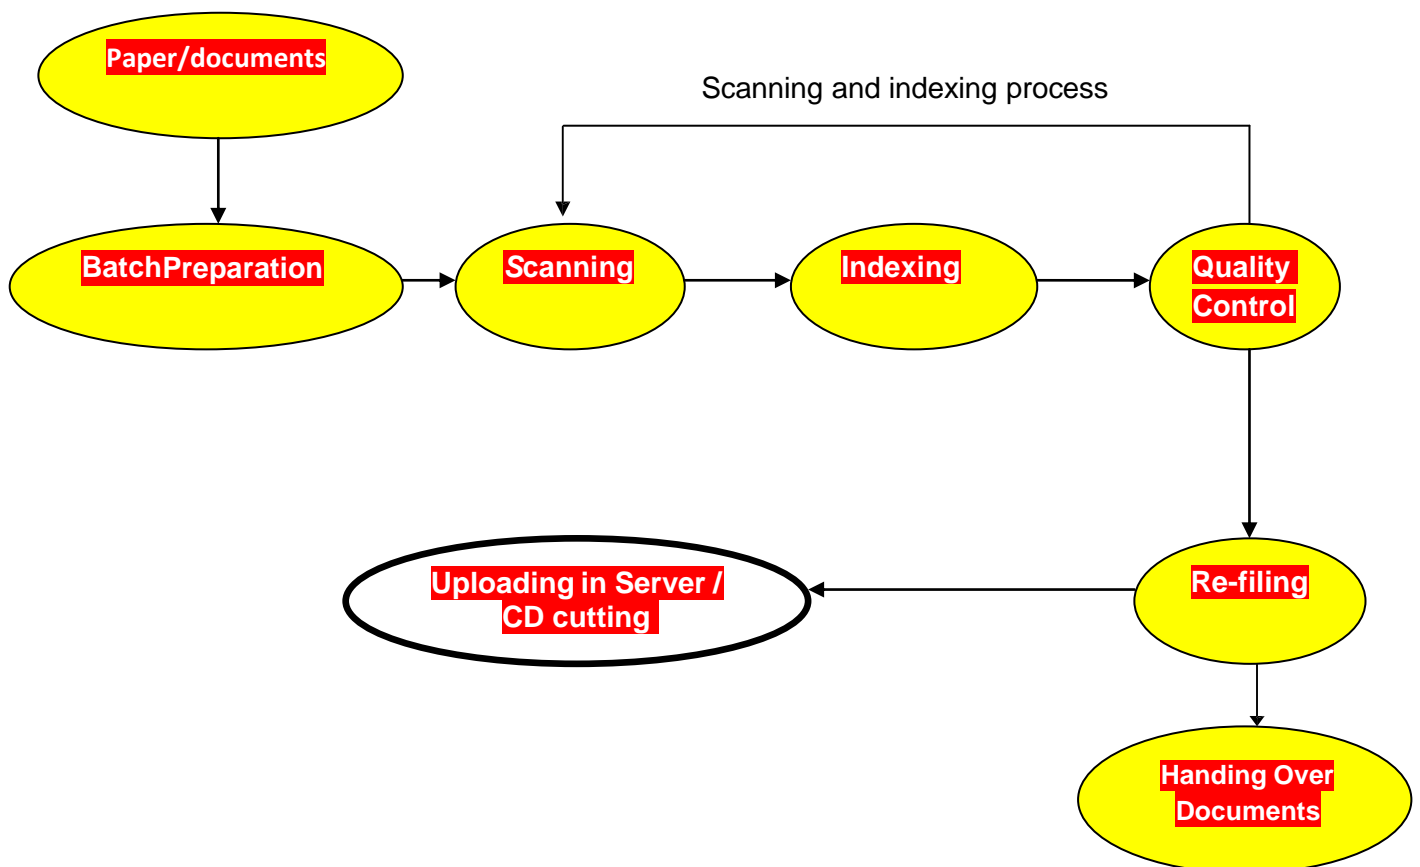 Paper/documents
Scanning and indexing process
BatchPreparation
Scanning
Indexing
Quality
Control
Uploading in Server /
CD cutting
Re-filing
Handing Over
Documents